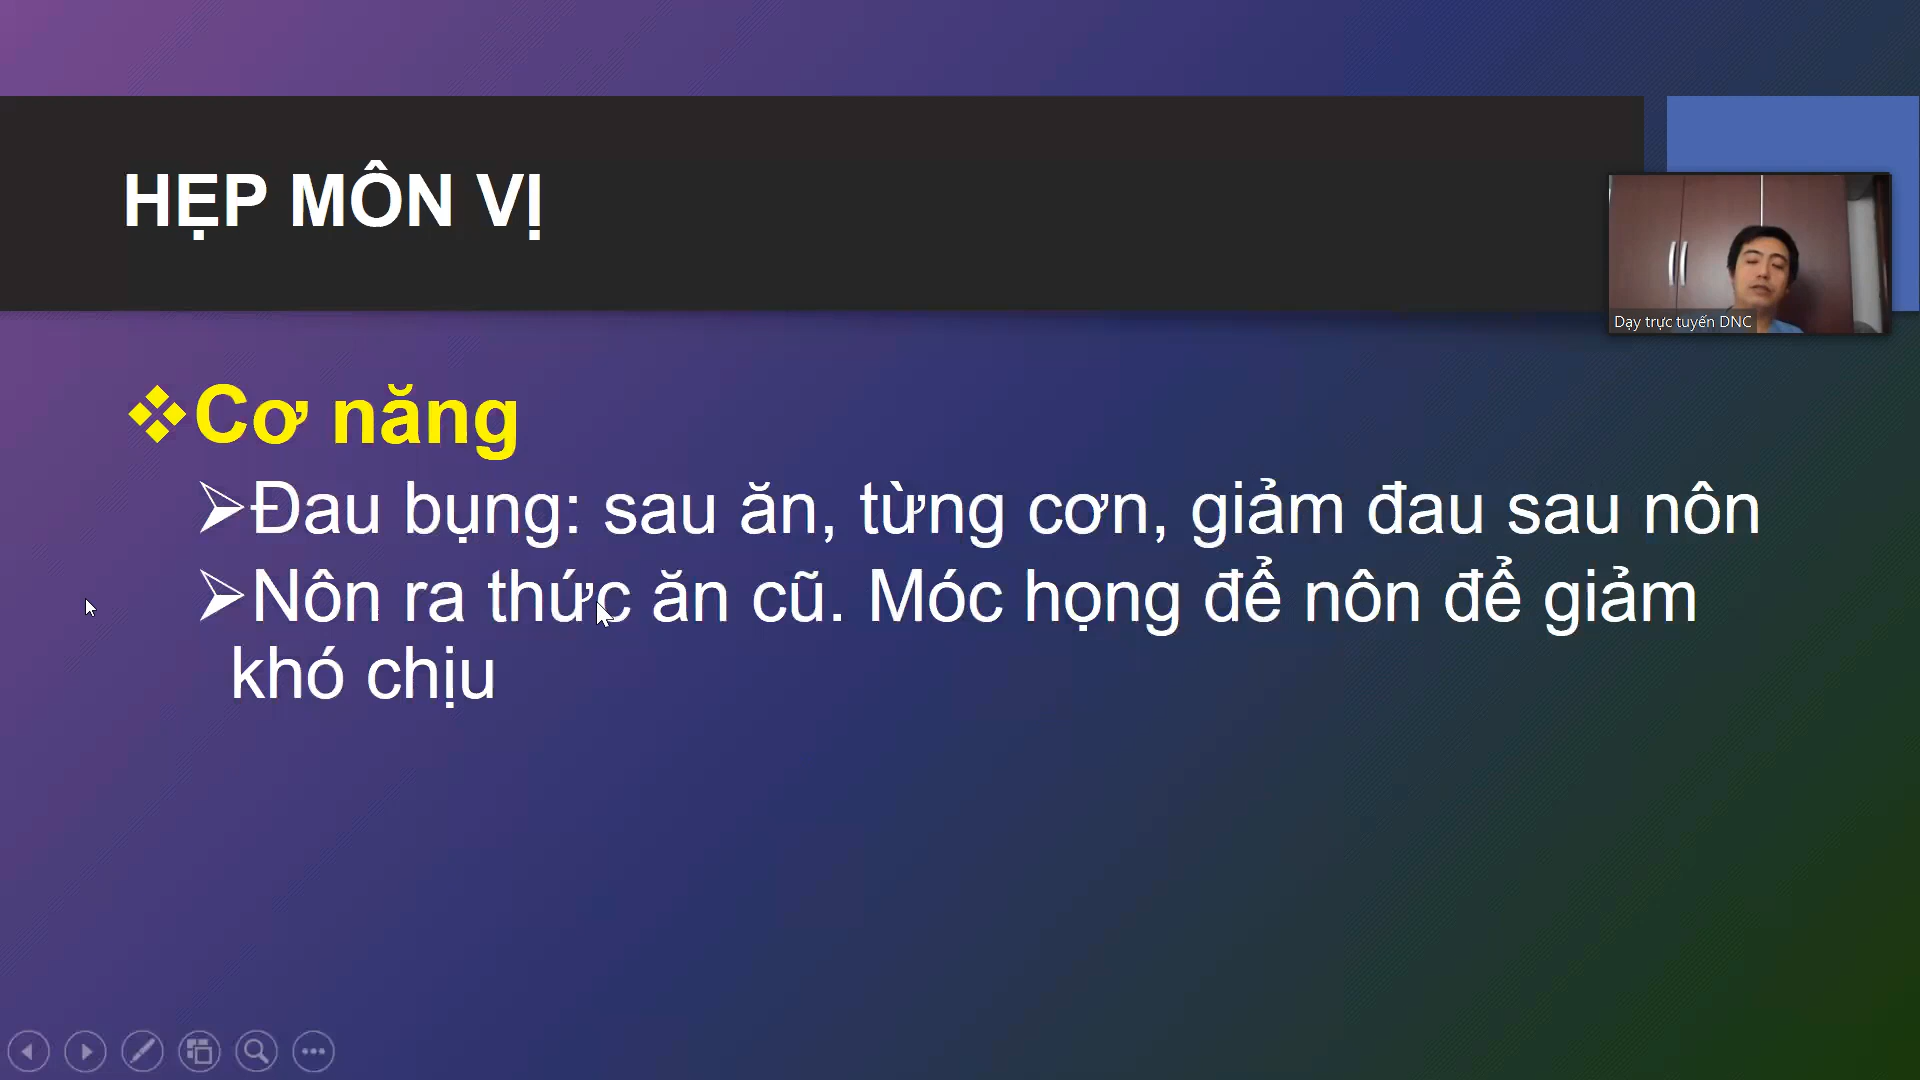 HẸP MÔN VỊ
Dạy trực tuyến DNC
Cơ năng
Đau bụng: sau ăn, từng cơn, giảm đau sau nôn
Nôn ra thức ăn cũ. Móc họng để nôn để giảm
khó chịu